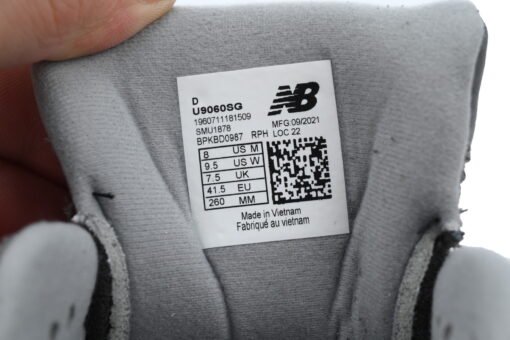 D
U9060SG
NB
1960711181509
SMU1878
BPKBD0987 RPH
MFG:09/2021
LOC 22
8 US M
9.5 US W
7.5 UK
41.5 EU
260 MM
Made in Vietnam
Fabriqué au vietnam